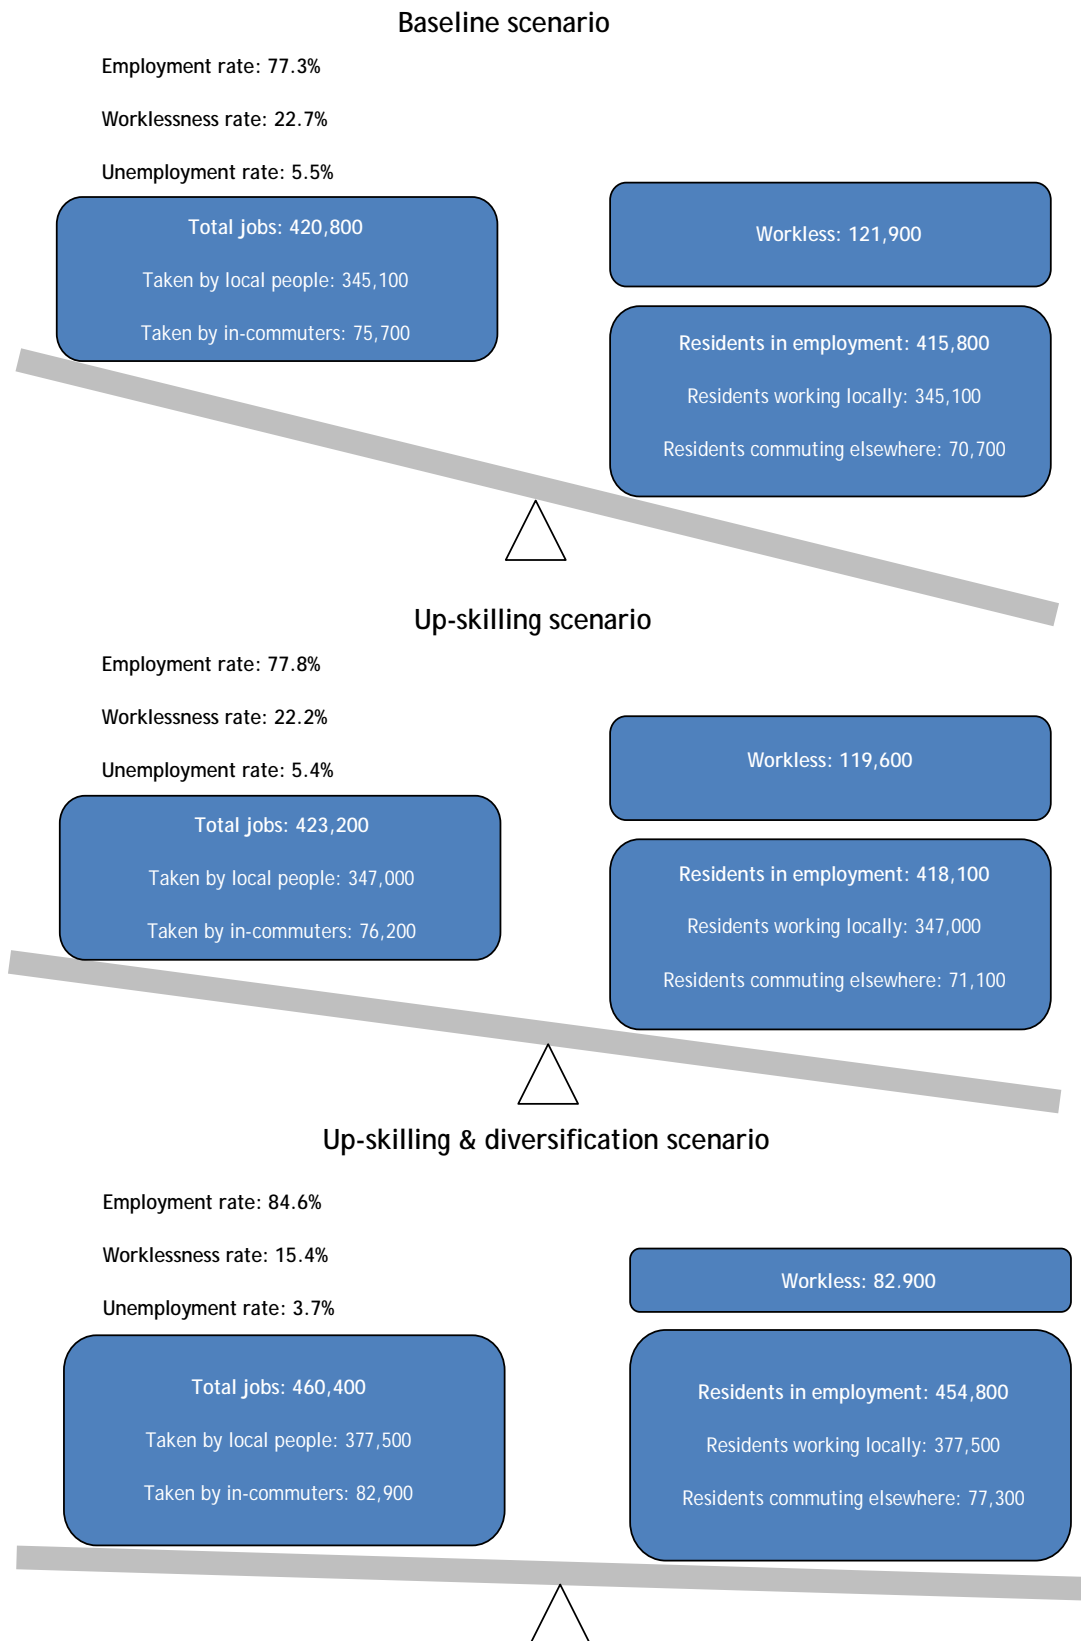 Baseline scenario
Employment rate: 77.3%
Worklessness rate: 22.7%
Unemployment rate: 5.5%
Total jobs: 420,800
Taken by local people: 345,100
Taken by in-commuters: 75,700
Workless: 121,900
Residents in employment: 415,800
Residents working locally: 345,100
Residents commuting elsewhere: 70,700
Up-skilling scenario
Employment rate: 77.8%
Worklessness rate: 22.2%
Unemployment rate: 5.4%
Total jobs: 423,200
Taken by local people: 347,000
Taken by in-commuters: 76,200
Workless: 119,600
Residents in employment: 418,100
Residents working locally: 347,000
Residents commuting elsewhere: 71,100
Up-skilling & diversification scenario
Employment rate: 84.6%
Worklessness rate: 15.4%
Unemployment rate: 3.7%
Total jobs: 460,400
Taken by local people: 377,500
Taken by in-commuters: 82,900
Workless: 82.900
Residents in employment: 454,800
Residents working locally: 377,500
Residents commuting elsewhere: 77,300